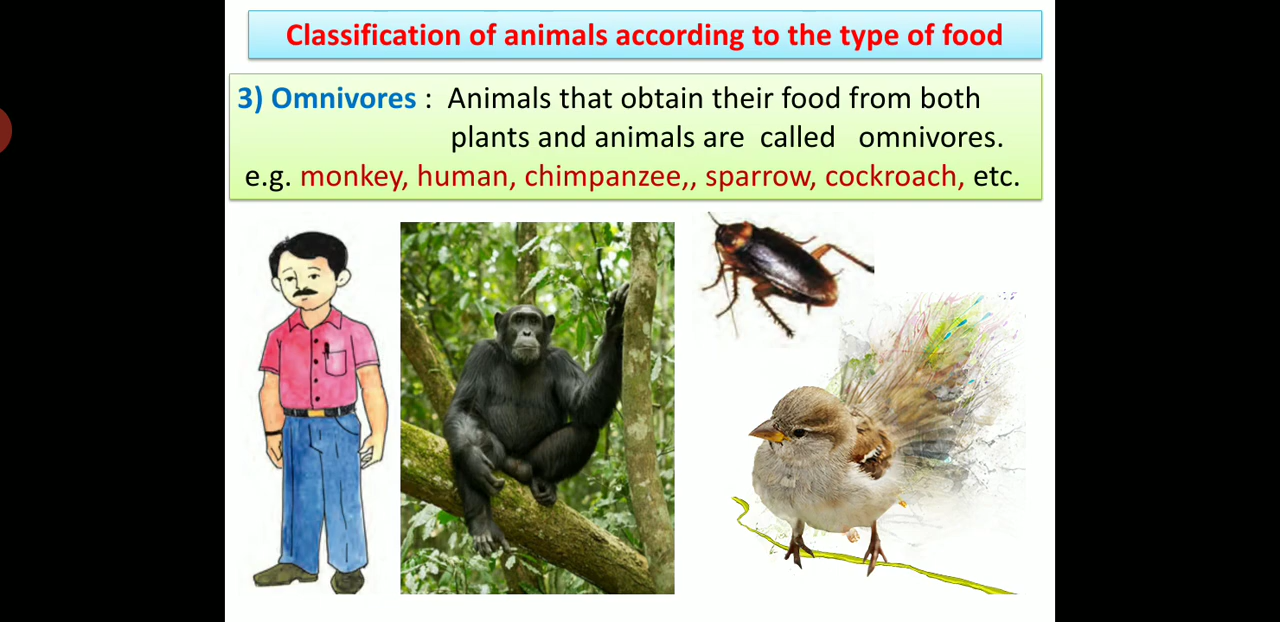 Classification of animals according to the type of food
3) Omnivores : Animals that obtain their food from both
plants and animals are called omnivores.
e.g. monkey, human, chimpanzee,, sparrow, cockroach, etc.